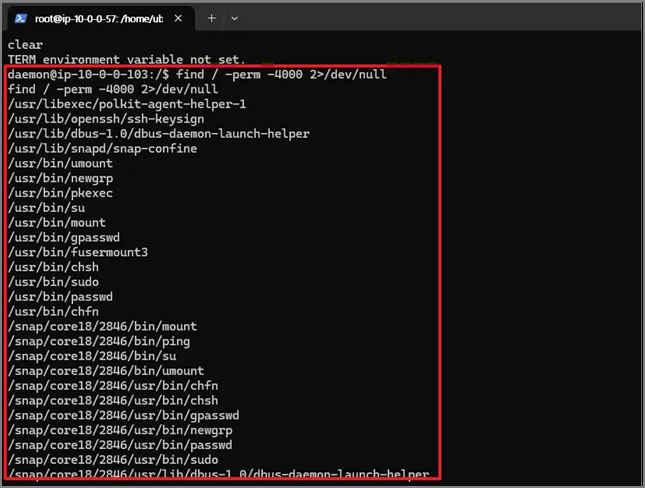 root@ip-10-0-0-57: /home/ub
clear
TERM environment variable not set.
daemon@ip-10-0-0-103:/$ find / -perm -4000 2>/dev/null
find / -perm -4000 2>/dev/null
/usr/libexec/polkit-agent-helper-1
/usr/lib/openssh/ssh-keysign
/usr/lib/dbus-1.0/dbus-daemon-launch-helper
/usr/lib/snapd/snap-confine
/usr/bin/umount
/usr/bin/newgrp
/usr/bin/pkexec
/usr/bin/su
/usr/bin/mount
/usr/bin/gpasswd
/usr/bin/fusermount3
/usr/bin/chsh
/usr/bin/sudo
/usr/bin/passwd
/usr/bin/chfn
/snap/core18/2846/bin/mount
/snap/core18/2846/bin/ping
/snap/core18/2846/bin/su
/snap/core18/2846/bin/umount
/snap/core18/2846/usr/bin/chfn
/snap/core18/2846/usr/bin/chsh
/snap/core18/2846/usr/bin/gpasswd
/snap/core18/2846/usr/bin/newgrp
/snap/core18/2846/usr/bin/passwd
/snap/core18/2846/usr/bin/sudo
/snap/core18/2846/usr/lib/dbus-1.0/dbus-daemon-launch-helper